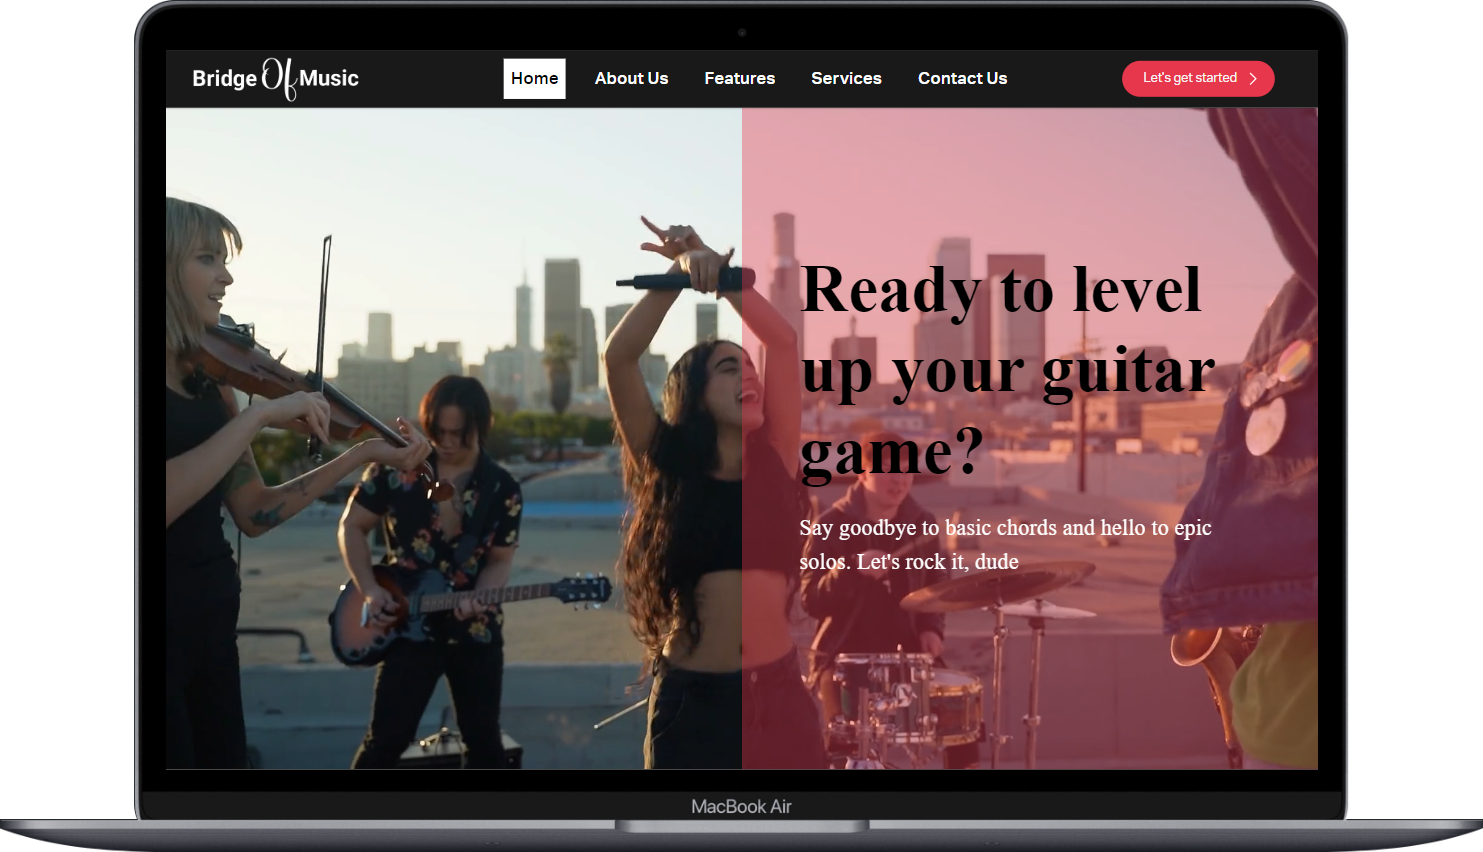 Bridge Of Music
Home About Us Features Services Contact Us
Let's get started
Ready to level
up your guitar
game?
Say goodbye to basic chords and hello to epic
solos. Let's rock it, dude
MacBook Air